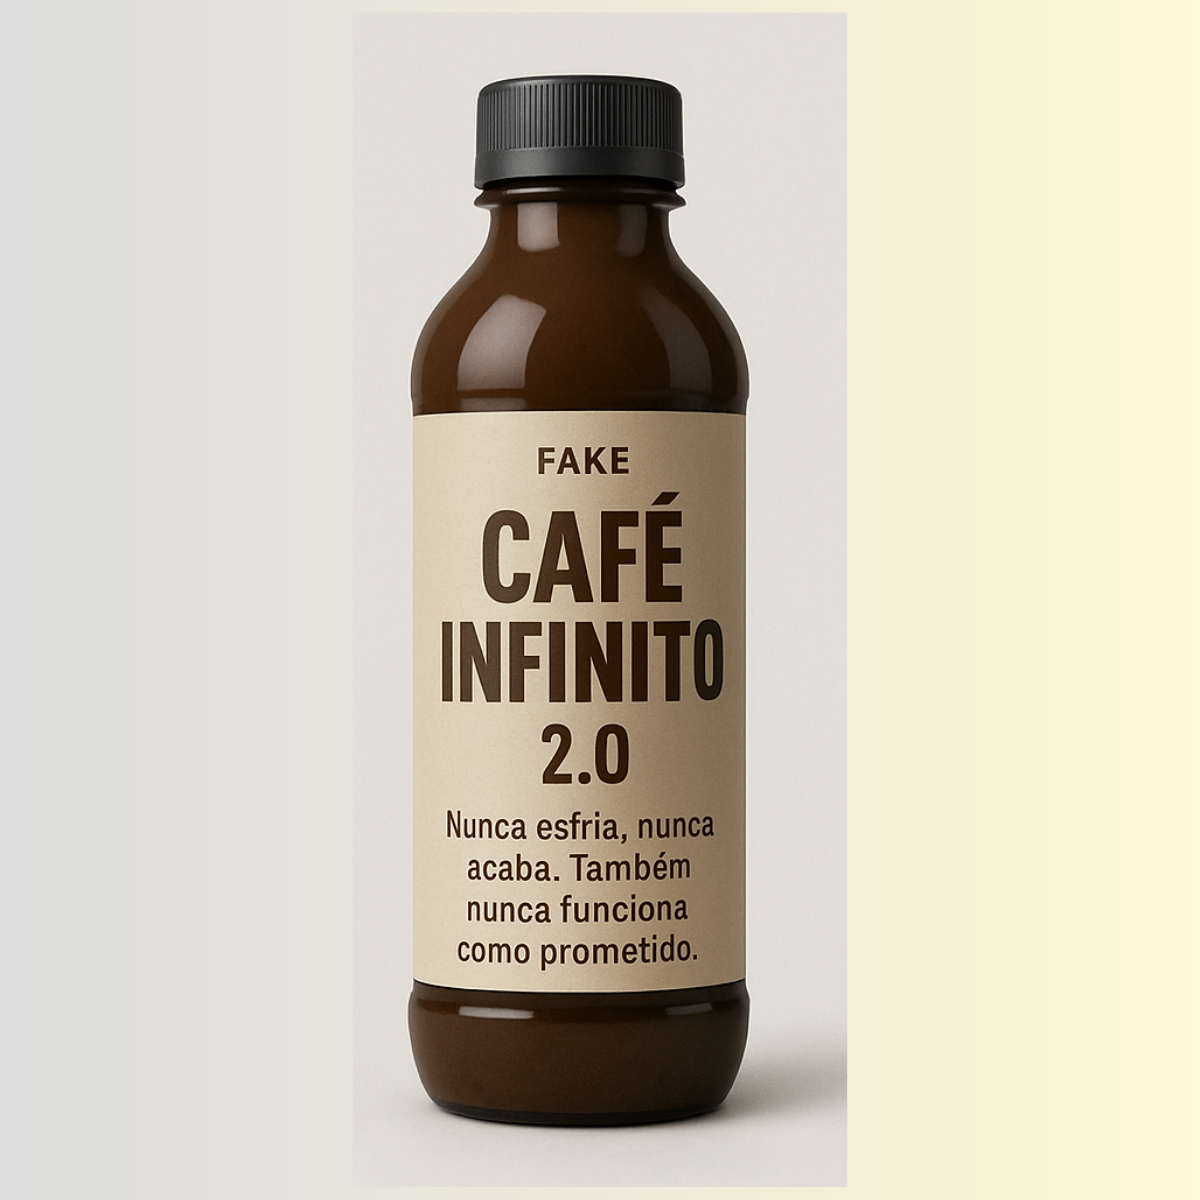 FAKE
CAFÉ
INFINITO
2.0
Nunca esfria, nunca
acaba. Também
nunca funciona
como prometido.